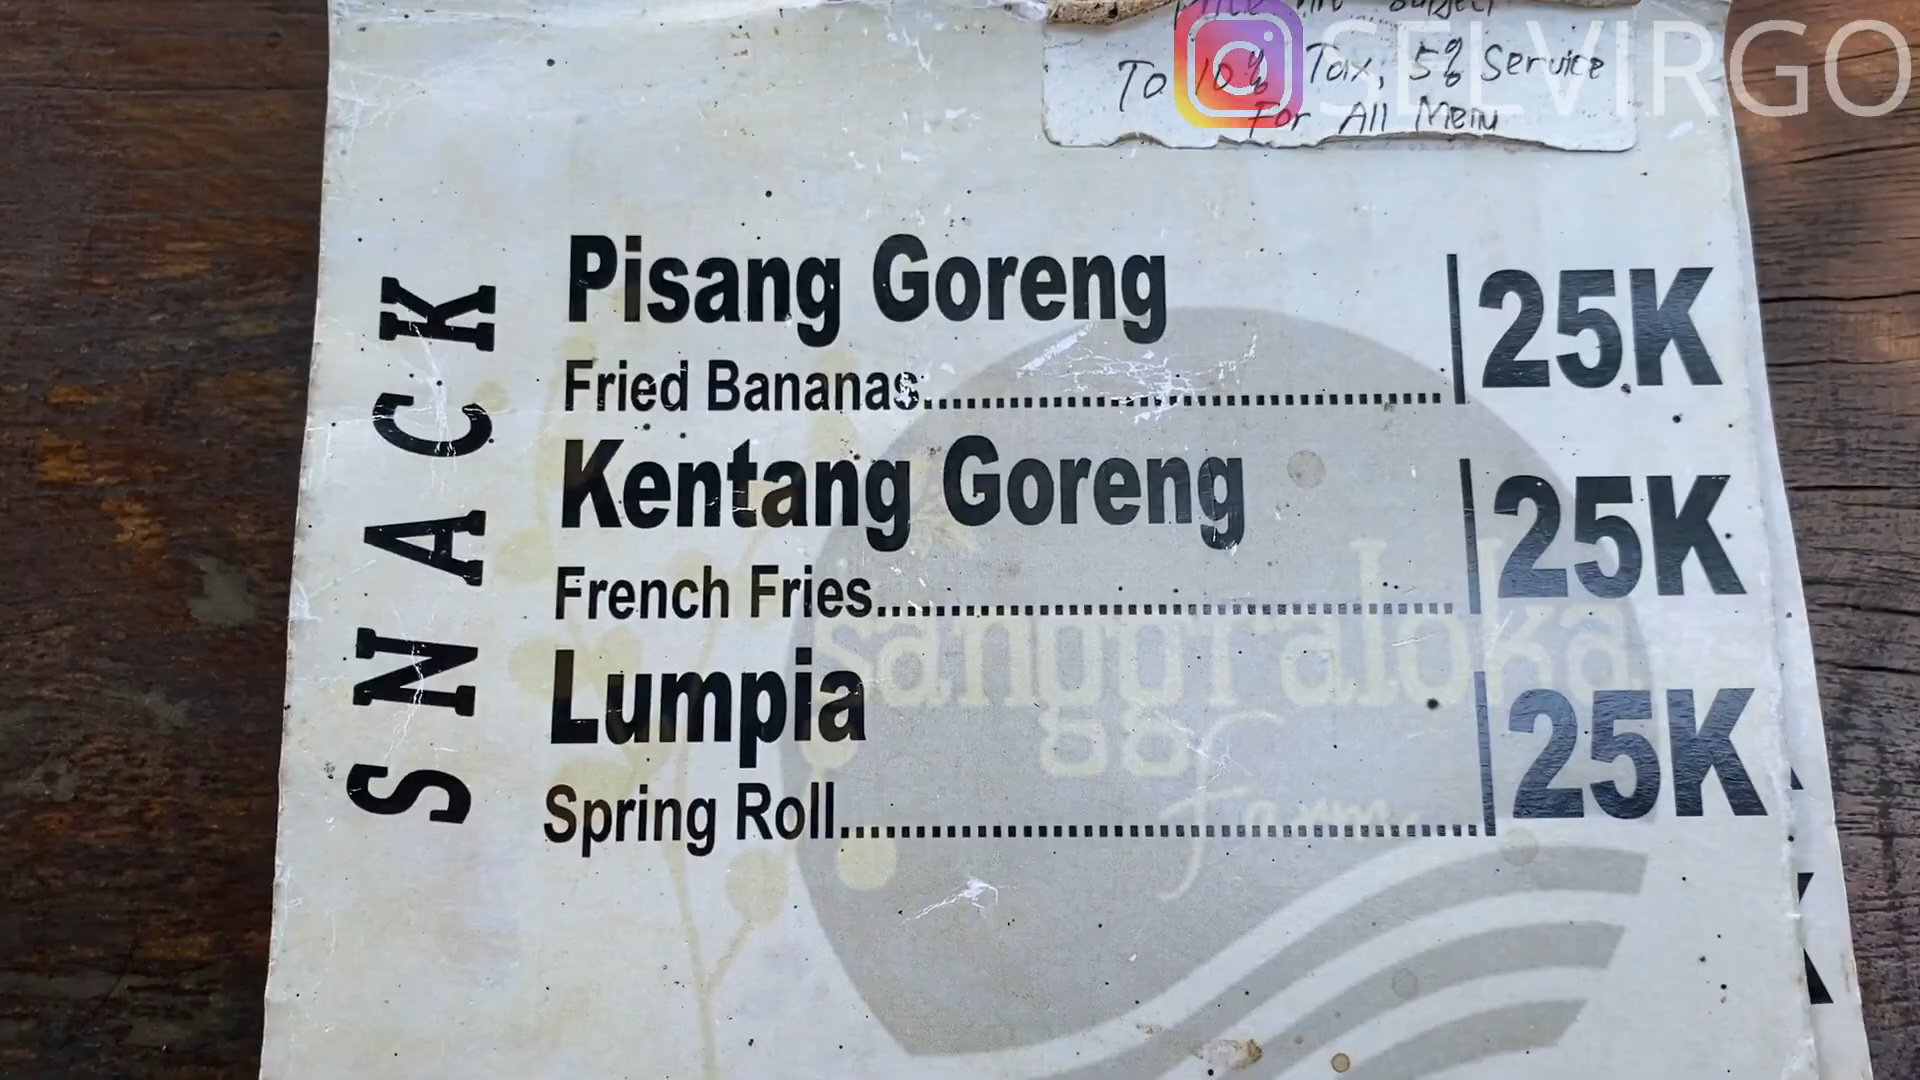 To 10% Tax, 5% Service
For All Menu
SELVIRGO
SNACK
Pisang Goreng
25K
Fried Bananas
Kentang Goreng
25K
French Fries
Lumpia
25K
Spring Roll
sanggraloka
Farm